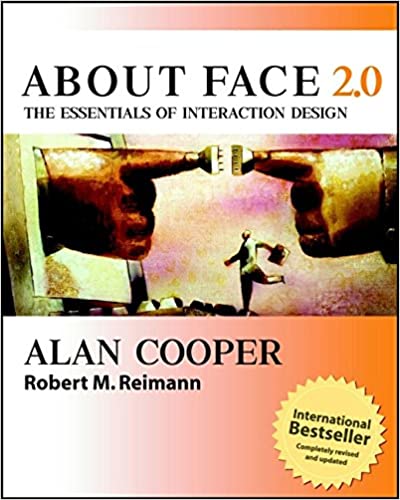 ABOUT FACE 2.0
THE ESSENTIALS OF INTERACTION DESIGN
ALAN COOPER
Robert M. Reimann
International
Bestseller
Completely revised
and updated